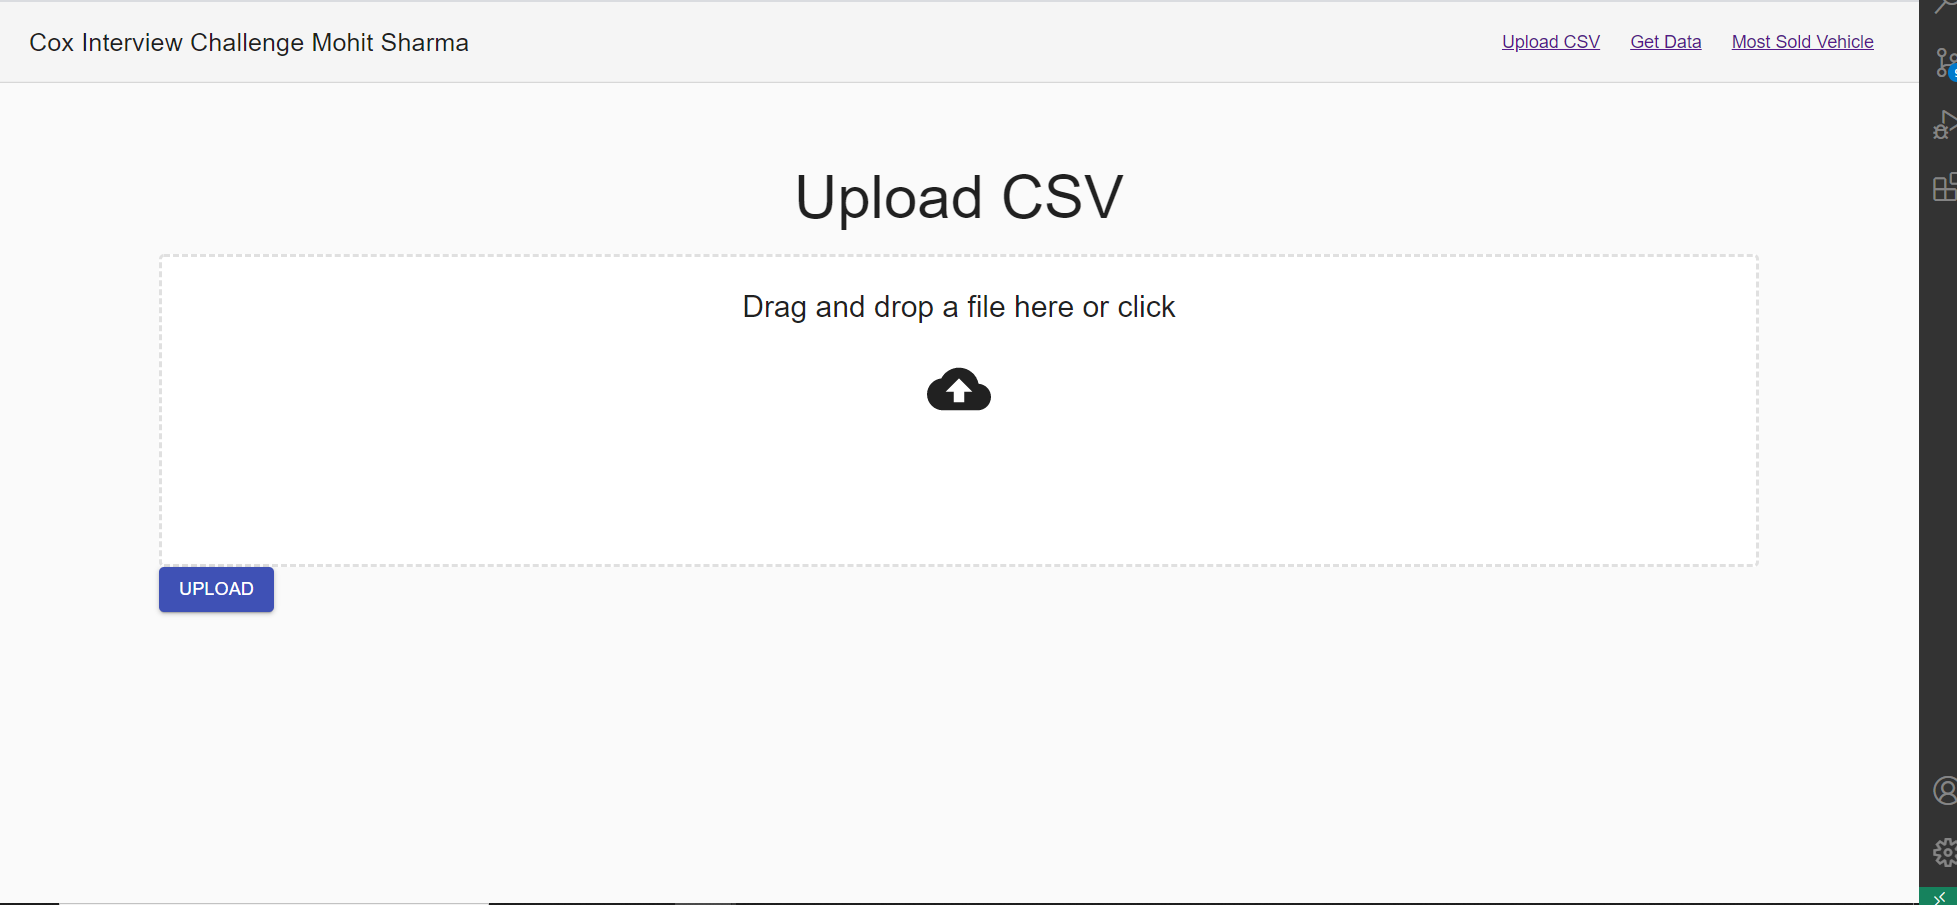 Cox Interview Challenge Mohit Sharma
Upload CSV
Get Data
Most Sold Vehicle
Upload CSV
Drag and drop a file here or click
UPLOAD